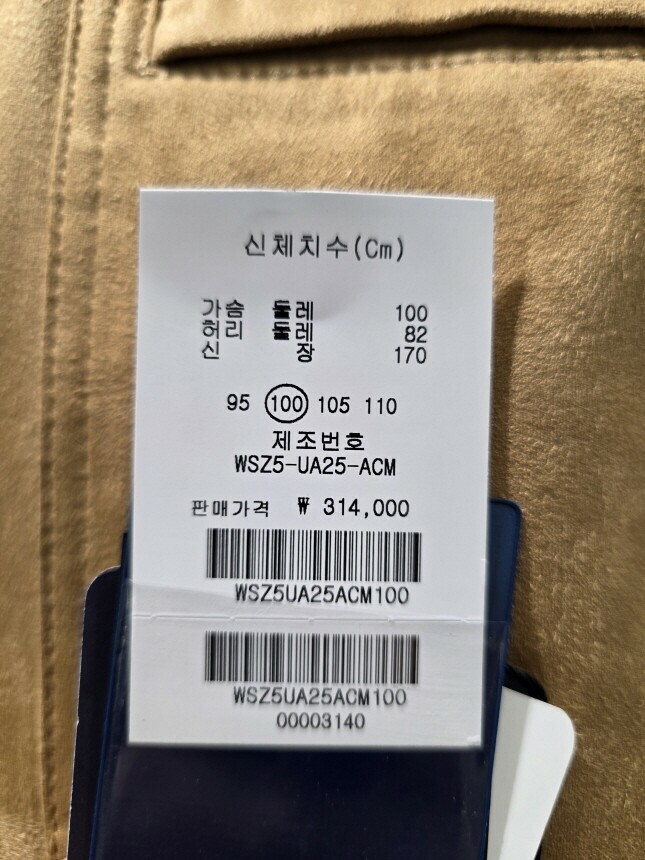 신체치수(Cm)
가슴 둘레 100
허리 둘레 82
신 장 170
95 100 105 110
제조번호
WSZ5-UA25-ACM
판매가격 ₩ 314,000
WSZ5UA25ACM100
WSZ5UA25ACM100
00003140